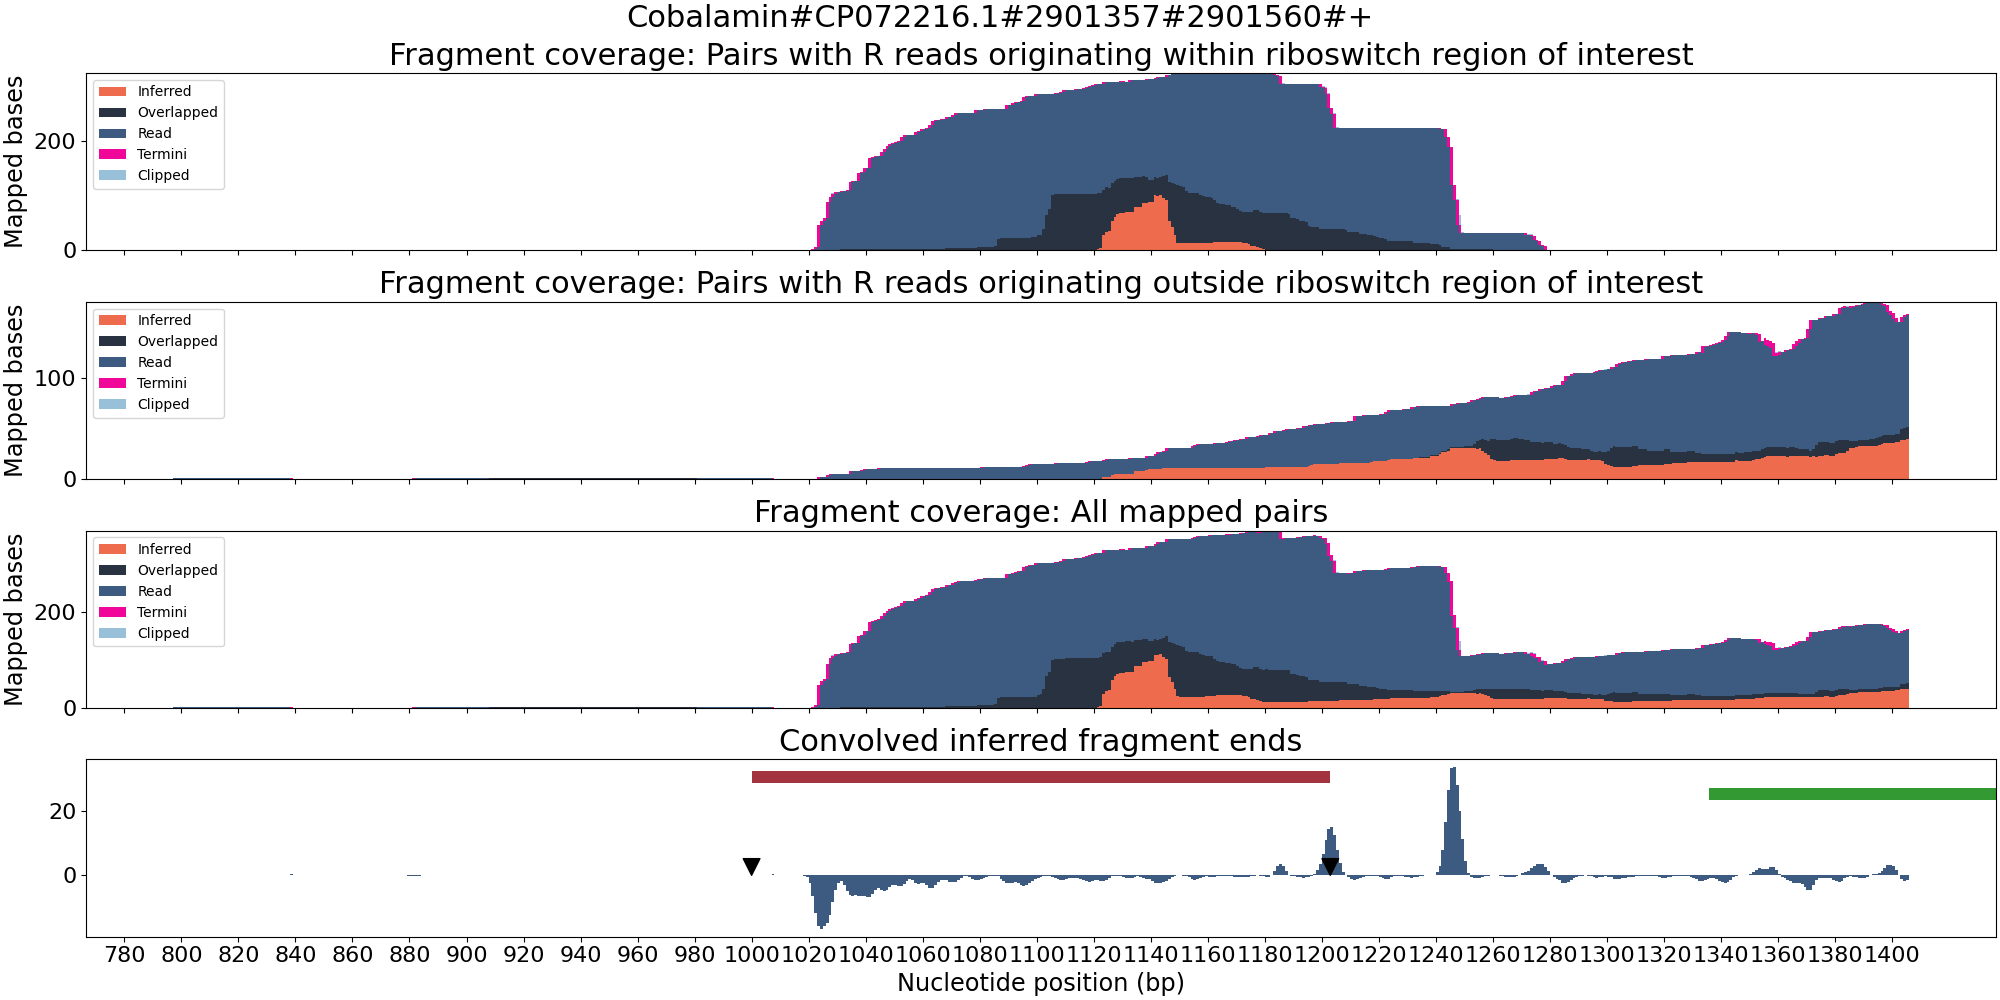 Cobalamin#CP072216.1#2901357#2901560#+
Fragment coverage: Pairs with R reads originating within riboswitch region of interest
Mapped bases
200
0
Inferred
Overlapped
Read
Termini
Clipped
Fragment coverage: Pairs with R reads originating outside riboswitch region of interest
Mapped bases
100
0
Inferred
Overlapped
Read
Termini
Clipped
Fragment coverage: All mapped pairs
Mapped bases
200
0
Inferred
Overlapped
Read
Termini
Clipped
Convolved inferred fragment ends
20
0
780 800 820 840 860 880 900 920 940 960 980 1000 1020 1040 1060 1080 1100 1120 1140 1160 1180 1200 1220 1240 1260 1280 1300 1320 1340 1360 1380 1400
Nucleotide position (bp)